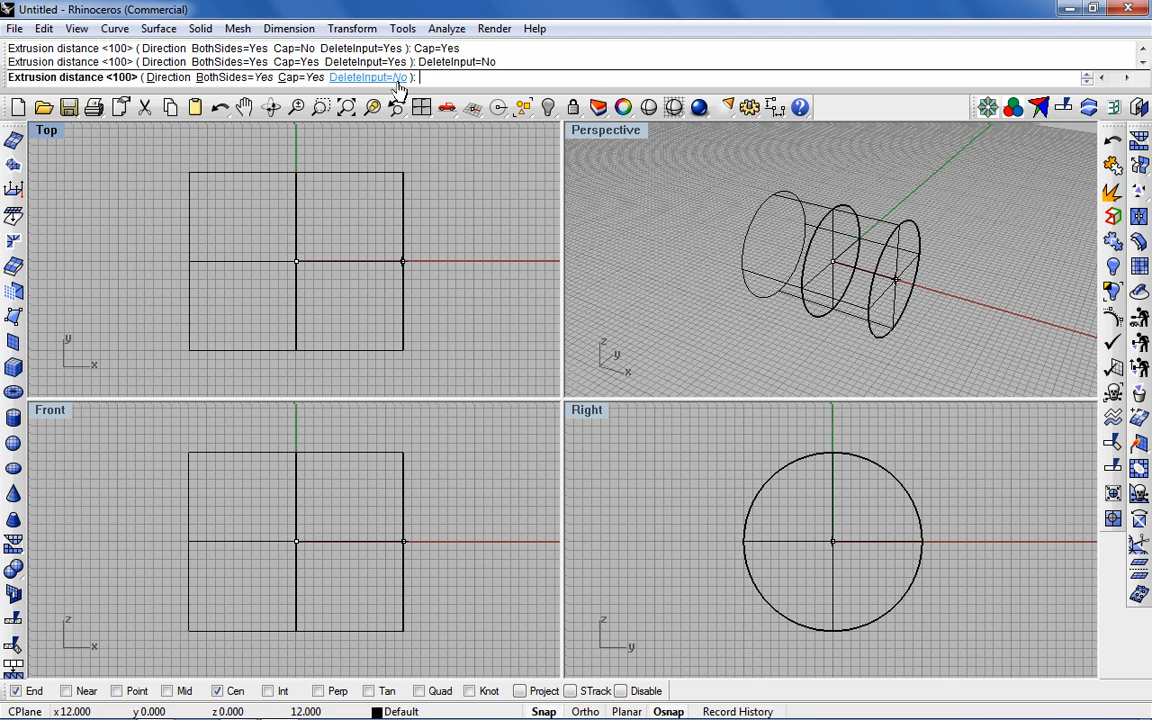 Untitled - Rhinoceros (Commercial)
File Edit View Curve Surface Solid Mesh Dimension Transform Tools Analyze Render Help
Extrusion distance <100> ( Direction BothSides=Yes Cap=No DeleteInput=Yes ): Cap=Yes
Extrusion distance <100> ( Direction BothSides=Yes Cap=Yes DeleteInput=Yes ): DeleteInput=No
Extrusion distance <100> ( Direction BothSides=Yes Cap=Yes DeleteInput=No ):
Top
Perspective
y
x
z
y
x
Front
Right
z
x
z
y
End Near Point Mid Cen Int Perp Tan Quad Knot Project STrack Disable
CPlane x 12.000 y 0.000 z 0.000 12.000 Default Snap Ortho Planar Osnap Record History